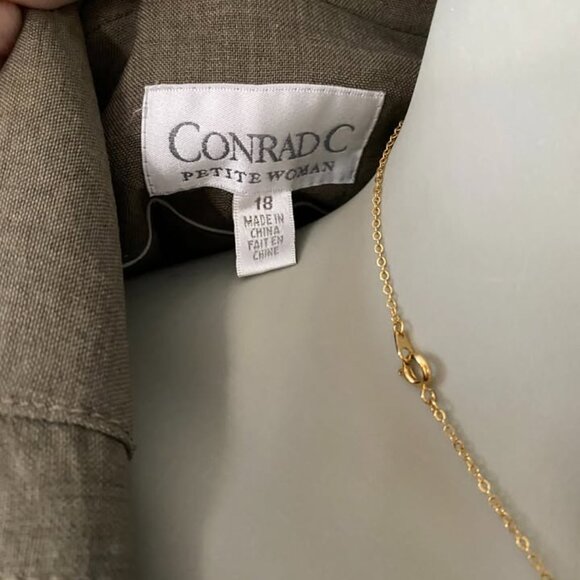 CONRAD C
PETITE WOMAN
18
MADE IN
CHINA
FAIT EN
CHINE